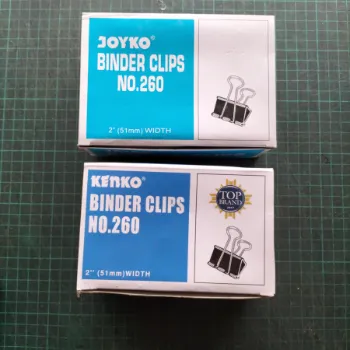 JOYKO®
BINDER CLIPS
NO.260
2" (51mm) WIDTH
KENKO®
BINDER CLIPS
NO.260
2" (51mm) WIDTH
TOP
BRAND